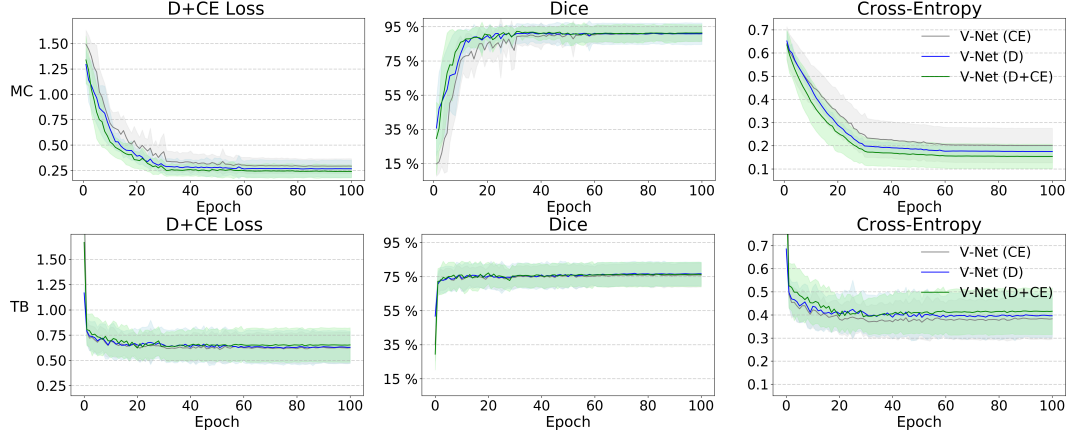 D+CE Loss Dice Cross-Entropy
MC
1.50
1.25
1.00
0.75
0.50
0.25
0 20 40 60 80 100
Epoch
95 %
75 %
55 %
35 %
15 %
0 20 40 60 80 100
Epoch
0.7
0.6
0.5
0.4
0.3
0.2
0.1
V-Net (CE)
V-Net (D)
V-Net (D+CE)
0 20 40 60 80 100
Epoch
D+CE Loss Dice Cross-Entropy
TB
1.50
1.25
1.00
0.75
0.50
0.25
0 20 40 60 80 100
Epoch
95 %
75 %
55 %
35 %
15 %
0 20 40 60 80 100
Epoch
0.7
0.6
0.5
0.4
0.3
0.2
0.1
V-Net (CE)
V-Net (D)
V-Net (D+CE)
0 20 40 60 80 100
Epoch